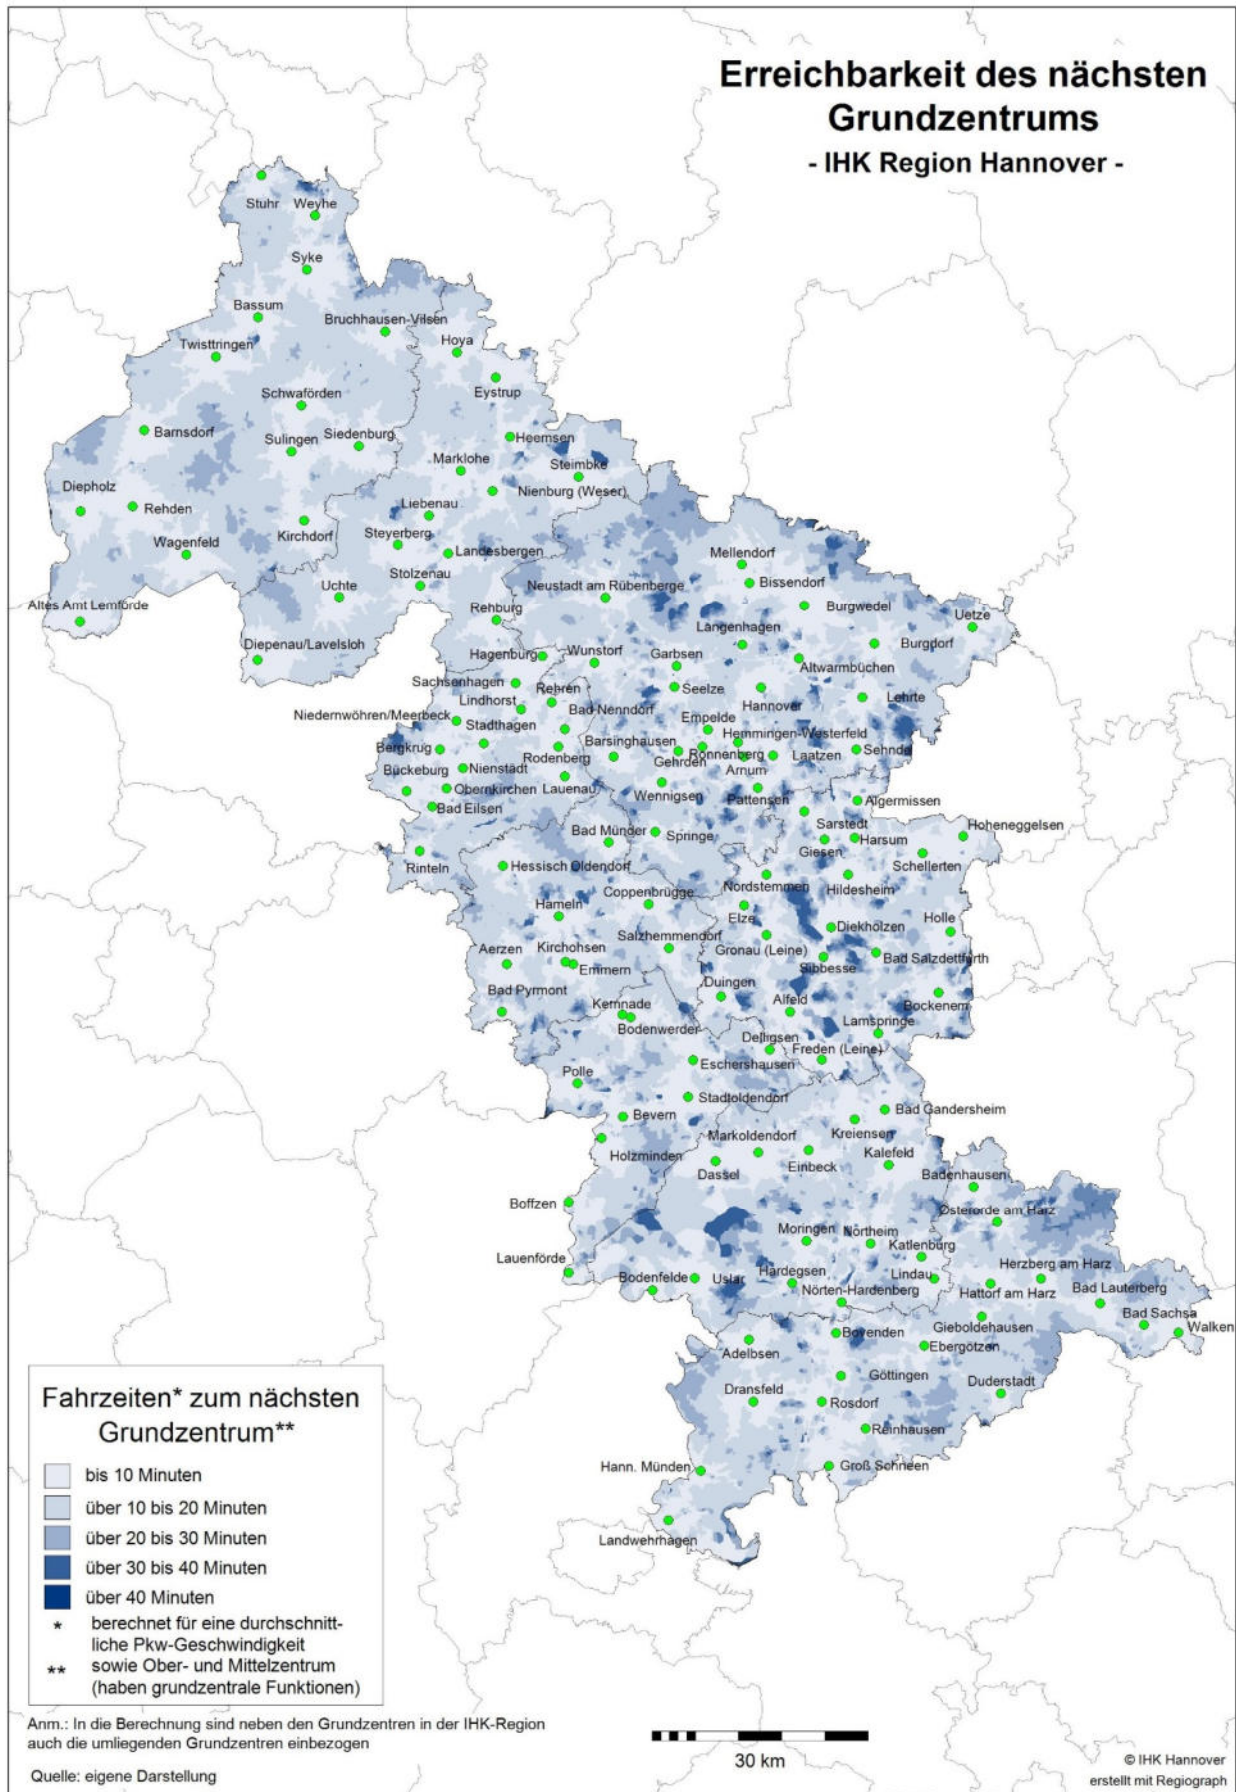 Erreichbarkeit des nächsten
Grundzentrums
- IHK Region Hannover -
Stuhr
Weyhe
Syke
Bassum
Bruchhausen-Vilsen
Twisttringen
Hoya
Eystrup
Schwaförden
Barnsdorf
Sulingen
Siedenburg
Heemsen
Marklohe
Steimbke
Diepholz
Rehden
Nienburg (Weser)
Liebenau
Wagenfeld
Kirchdorf
Steyerberg
Landesbergen
Mellendorf
Uchte
Stolzenau
Neustadt am Rübenberge
Bissendorf
Altes Amt Lemförde
Rehburg
Burgwedel
Uetze
Langenhagen
Diepenau/Lavelsloh
Hagenburg
Wunstorf
Garbsen
Burgdorf
Altwarmbüchen
Sachsenhagen
Rehren
Seelze
Lindhorst
Hannover
Lehrte
Niedernwöhren/Meerbeck
Bad Nenndorf
Stadthagen
Empelde
Hemmingen-Westerfeld
Bergkrug
Barsinghausen
Ronnenberg
Sehnde
Rodenberg
Gehrden
Laatzen
Bückeburg
Nienstädt
Arnum
Obernkirchen
Lauenau
Wennigsen
Pattensen
Algermissen
Bad Eilsen
Sarstedt
Bad Münder
Springe
Hoheneggelsen
Harsum
Giesen
Rinteln
Hessisch Oldendorf
Schellerten
Nordstemmen
Hildesheim
Coppenbrügge
Hameln
Elze
Diekholzen
Holle
Salzhemmendorf
Aerzen
Kirchohsen
Gronau (Leine)
Bad Salzdetfurth
Emmern
Sibbesse
Bad Pyrmont
Duingen
Alfeld
Kemnade
Bockenem
Bodenwerder
Lamspringe
Delligsen
Freden (Leine)
Eschershausen
Polle
Stadtoldendorf
Bevern
Bad Gandersheim
Kreiensen
Markoldendorf
Holzminden
Einbeck
Kalefeld
Dassel
Badenhausen
Boffzen
Osterorde am Harz
Moringen
Northeim
Katlenburg
Lauenförde
Bodenfelde
Uslar
Hardegsen
Lindau
Herzberg am Harz
Nörten-Hardenberg
Hattorf am Harz
Bad Lauterberg
Gieboldehausen
Bad Sachsa
Walken
Bovenden
Adelbsen
Ebergötzen
Göttingen
Duderstadt
Dransfeld
Rosdorf
Reinhausen
Hann. Münden
Groß Schneen
Landwehrhagen
Fahrzeiten* zum nächsten
Grundzentrum**
bis 10 Minuten
über 10 bis 20 Minuten
über 20 bis 30 Minuten
über 30 bis 40 Minuten
über 40 Minuten
* berechnet für eine durchschnitt-
liche Pkw-Geschwindigkeit
** sowie Ober- und Mittelzentrum
(haben grundzentrale Funktionen)
Anm.: In die Berechnung sind neben den Grundzentren in der IHK-Region
auch die umliegenden Grundzentren einbezogen
Quelle: eigene Darstellung
30 km
© IHK Hannover
erstellt mit Regiograph